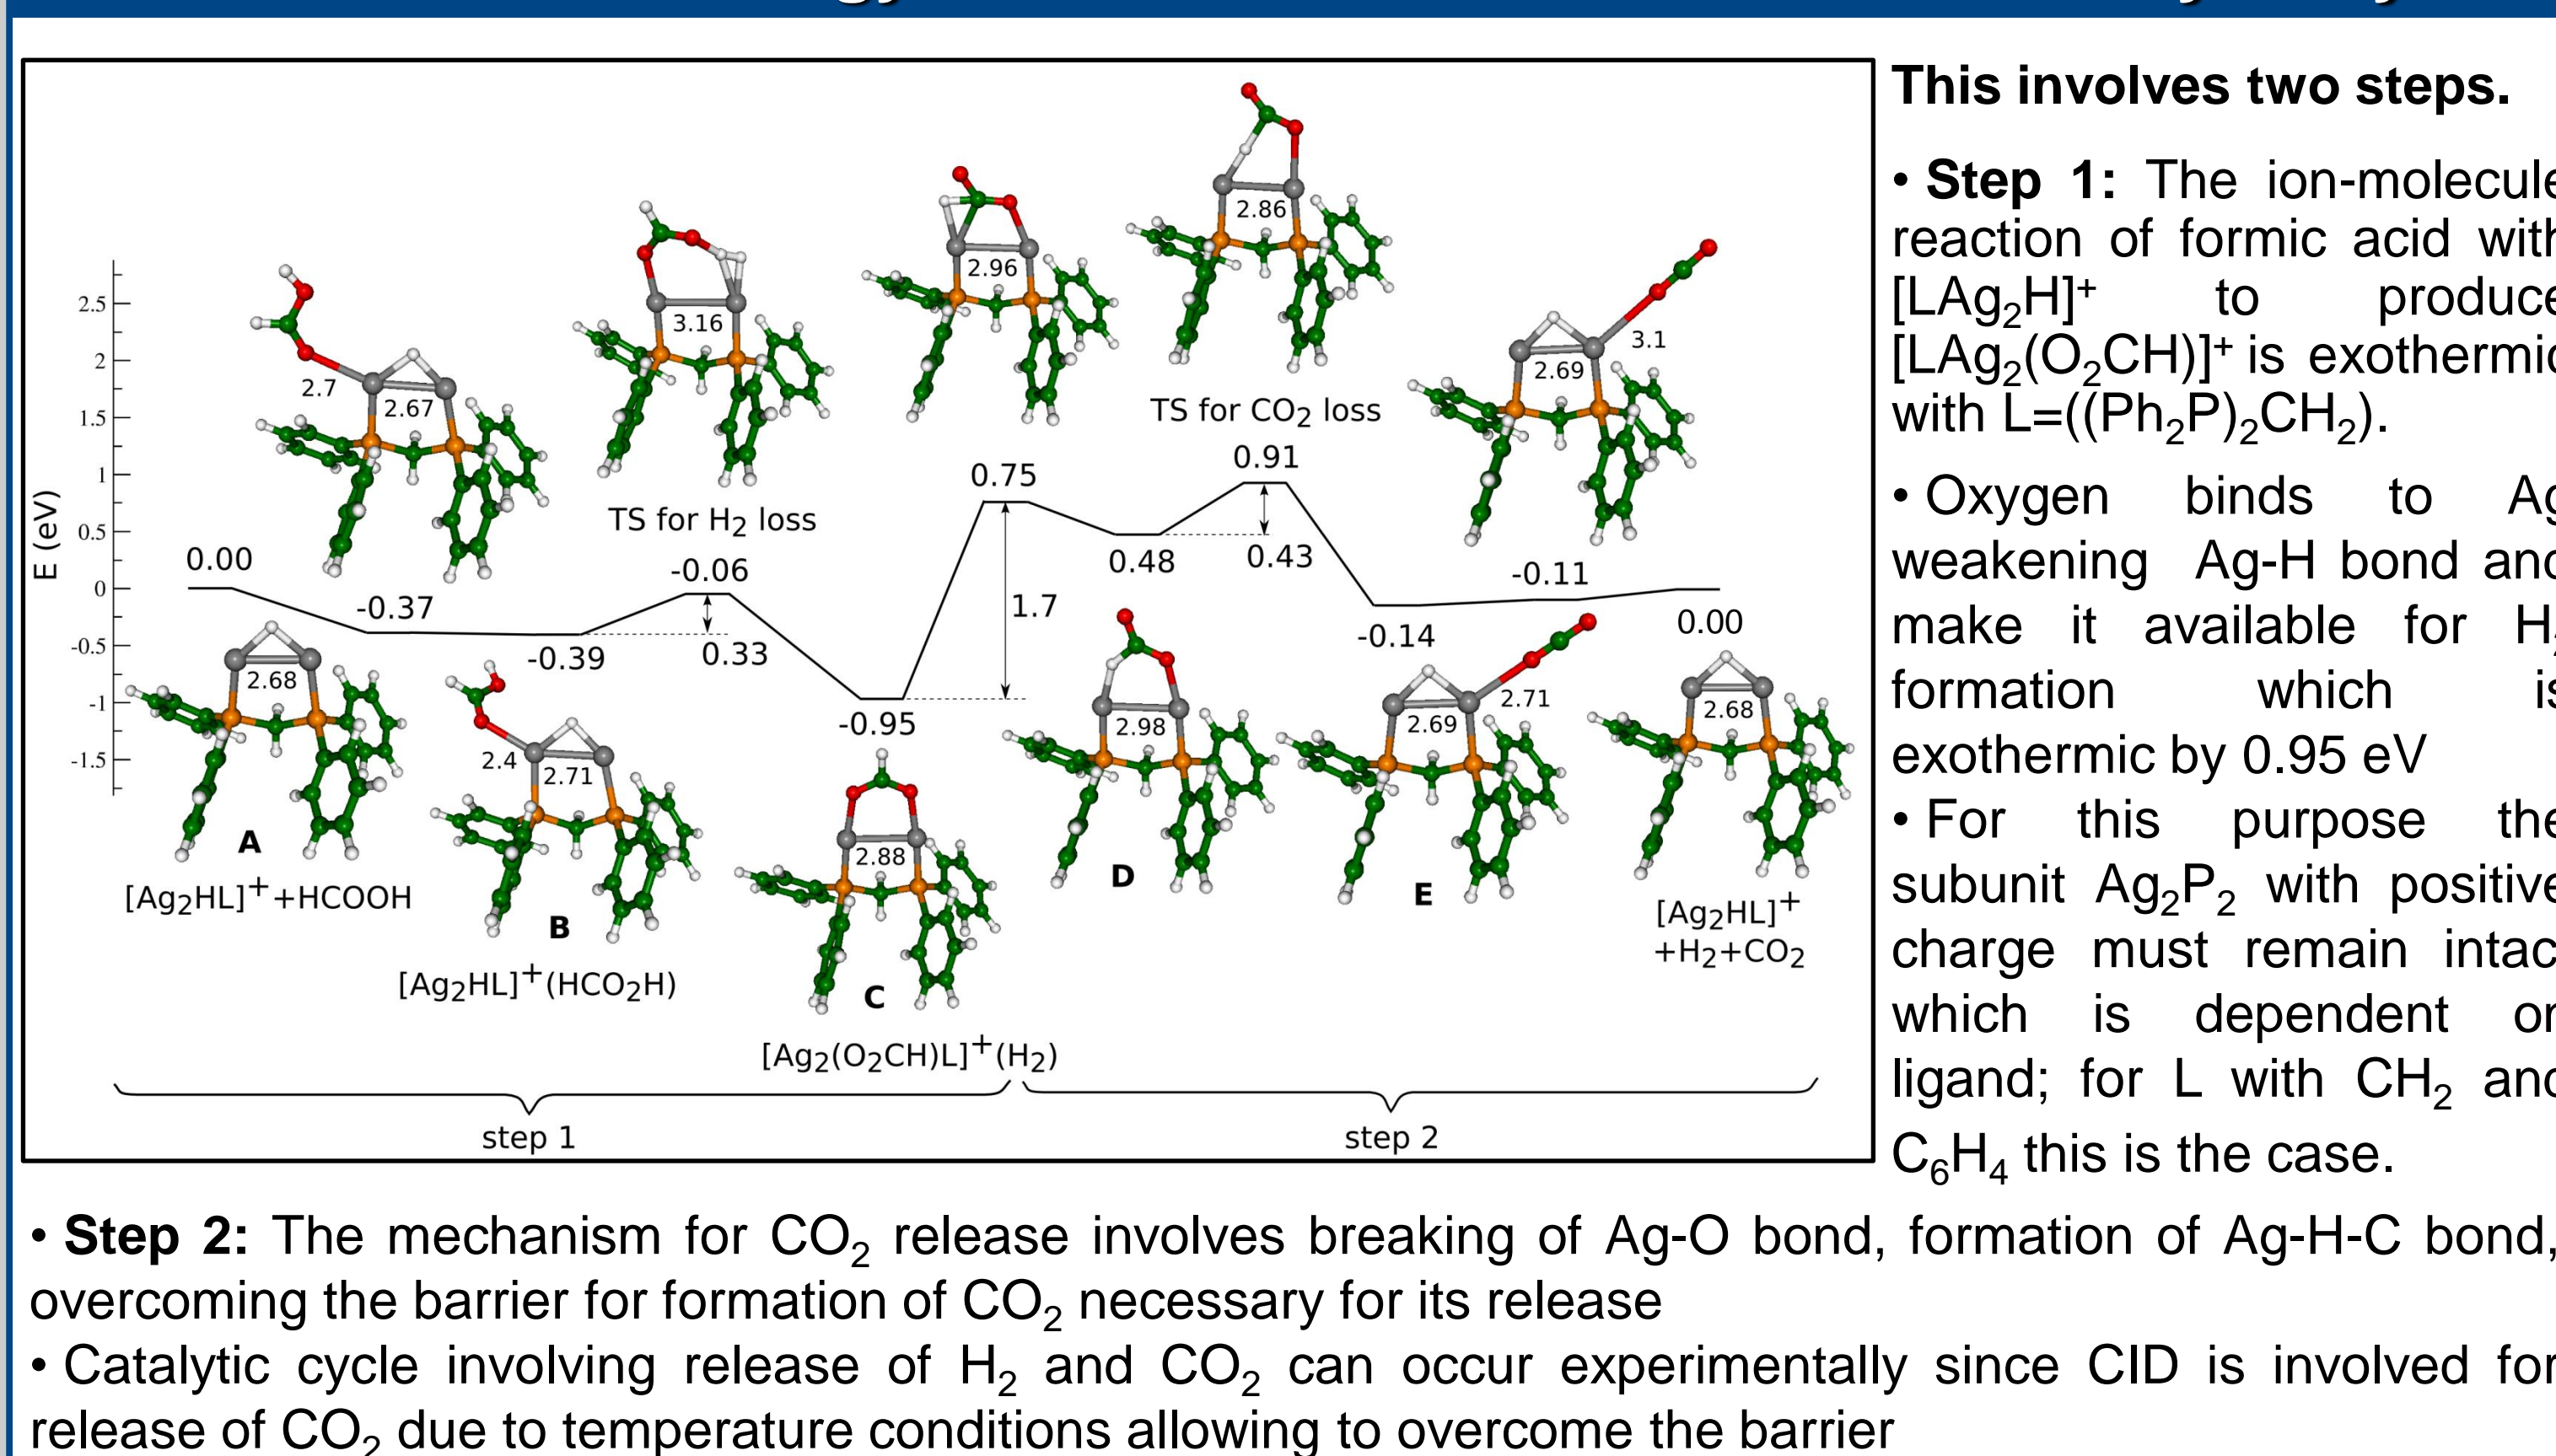 This involves two steps.
• Step 1: The ion-molecule
reaction of formic acid with
[LAg₂H]⁺ to produce
[LAg₂(O₂CH)]⁺ is exothermic
with L=((Ph₂P)₂CH₂).
• Oxygen binds to Ag
weakening Ag-H bond and
make it available for H₂
formation which is
exothermic by 0.95 eV
• For this purpose the
subunit Ag₂P₂ with positive
charge must remain intact
which is dependent on
ligand; for L with CH₂ and
C₆H₄ this is the case.
E (eV)
2.5
2
1.5
1
0.5
0
-0.5
-1
-1.5
2.7
2.67
3.16
TS for H₂ loss
2.96
2.86
TS for CO₂ loss
3.1
2.69
0.00
-0.37
-0.39
-0.06
0.33
-0.95
0.75
1.7
0.48
0.91
0.43
-0.14
-0.11
0.00
2.68
A
[Ag₂HL]⁺+HCOOH
2.4
2.71
B
[Ag₂HL]⁺(HCO₂H)
2.88
C
[Ag₂(O₂CH)L]⁺(H₂)
2.98
D
2.71
2.69
E
2.68
[Ag₂HL]⁺
+H₂+CO₂
step 1
step 2
• Step 2: The mechanism for CO₂ release involves breaking of Ag-O bond, formation of Ag-H-C bond,
overcoming the barrier for formation of CO₂ necessary for its release
• Catalytic cycle involving release of H₂ and CO₂ can occur experimentally since CID is involved for
release of CO₂ due to temperature conditions allowing to overcome the barrier